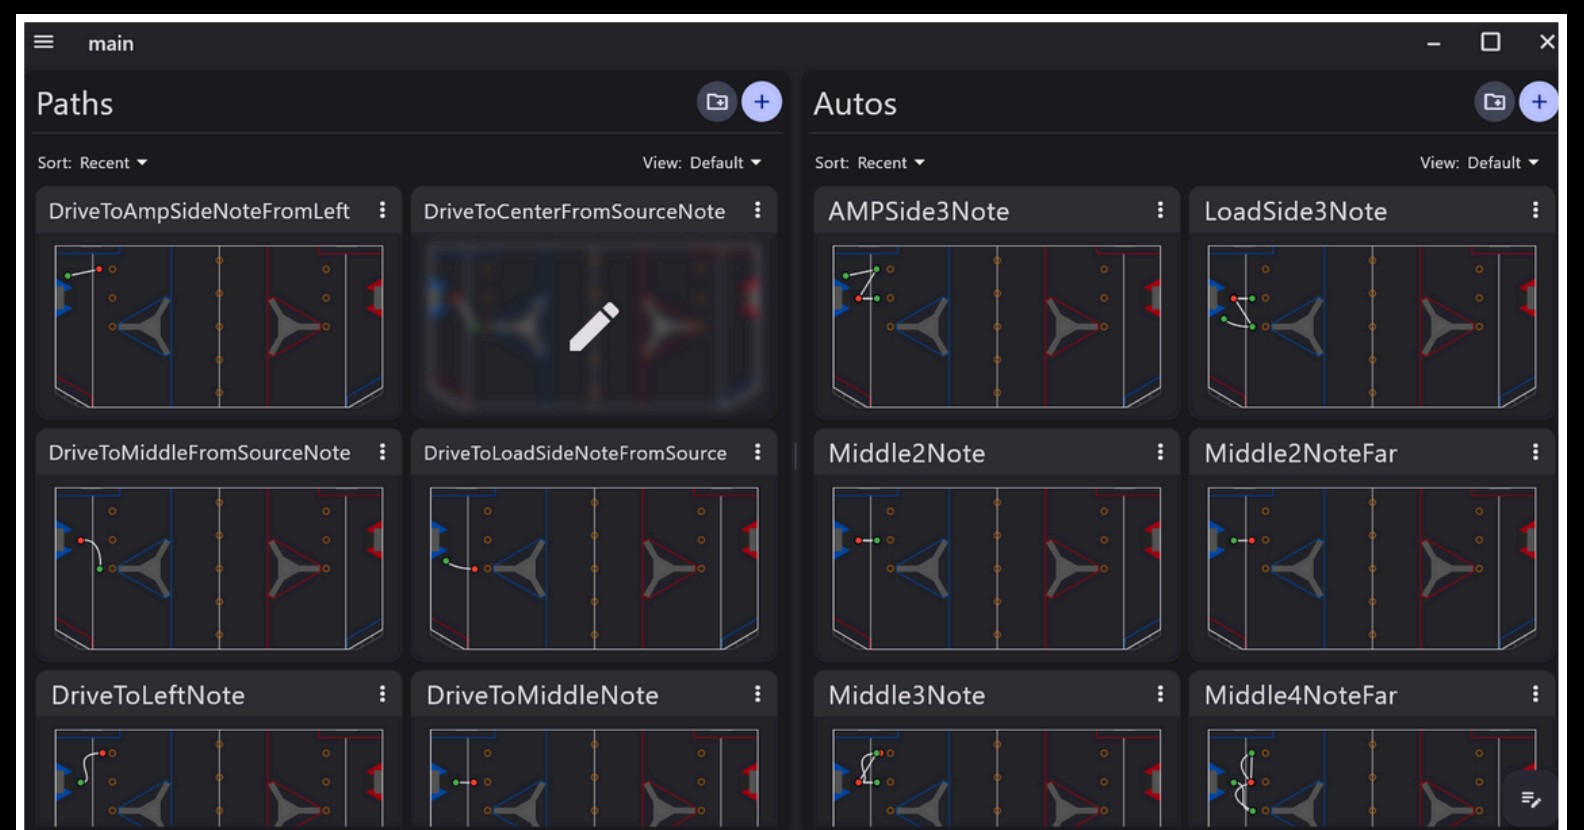 main
Paths
Autos
Sort: Recent
View: Default
Sort: Recent
View: Default
DriveToAmpSideNoteFromLeft
DriveToCenterFromSourceNote
AMPSide3Note
LoadSide3Note
DriveToMiddleFromSourceNote
DriveToLoadSideNoteFromSource
Middle2Note
Middle2NoteFar
DriveToLeftNote
DriveToMiddleNote
Middle3Note
Middle4NoteFar